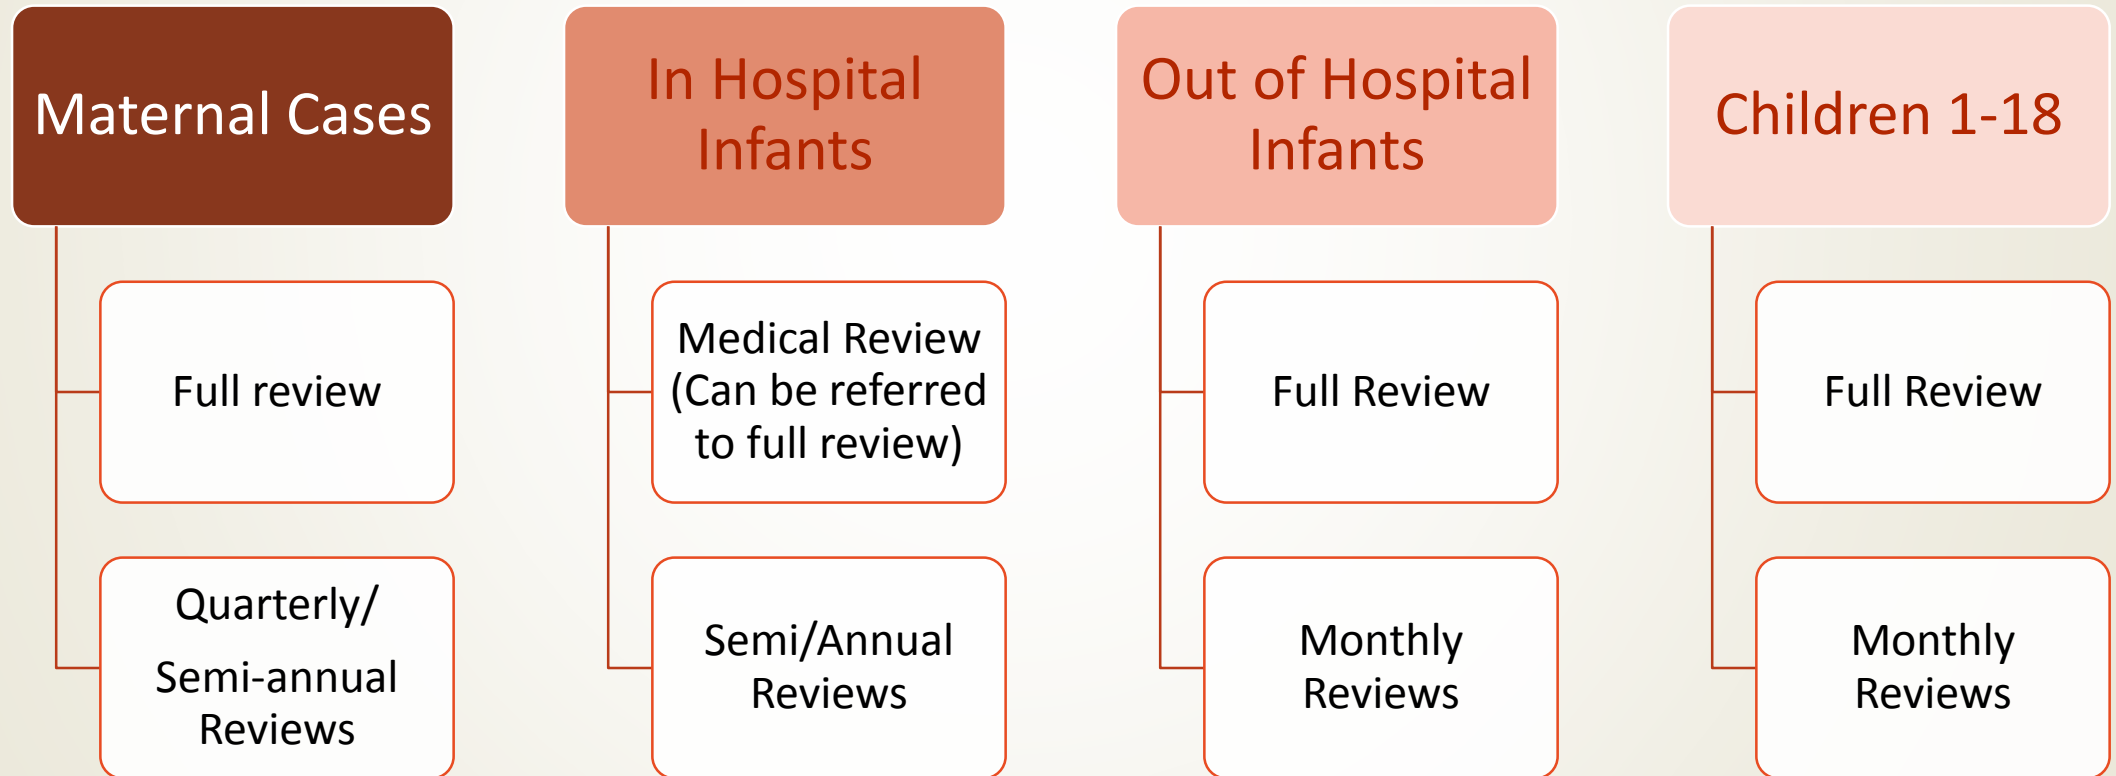 Maternal Cases
Full review
Quarterly/
Semi-annual
Reviews
In Hospital
Infants
Medical Review
(Can be referred
to full review)
Semi/Annual
Reviews
Out of Hospital
Infants
Full Review
Monthly
Reviews
Children 1-18
Full Review
Monthly
Reviews